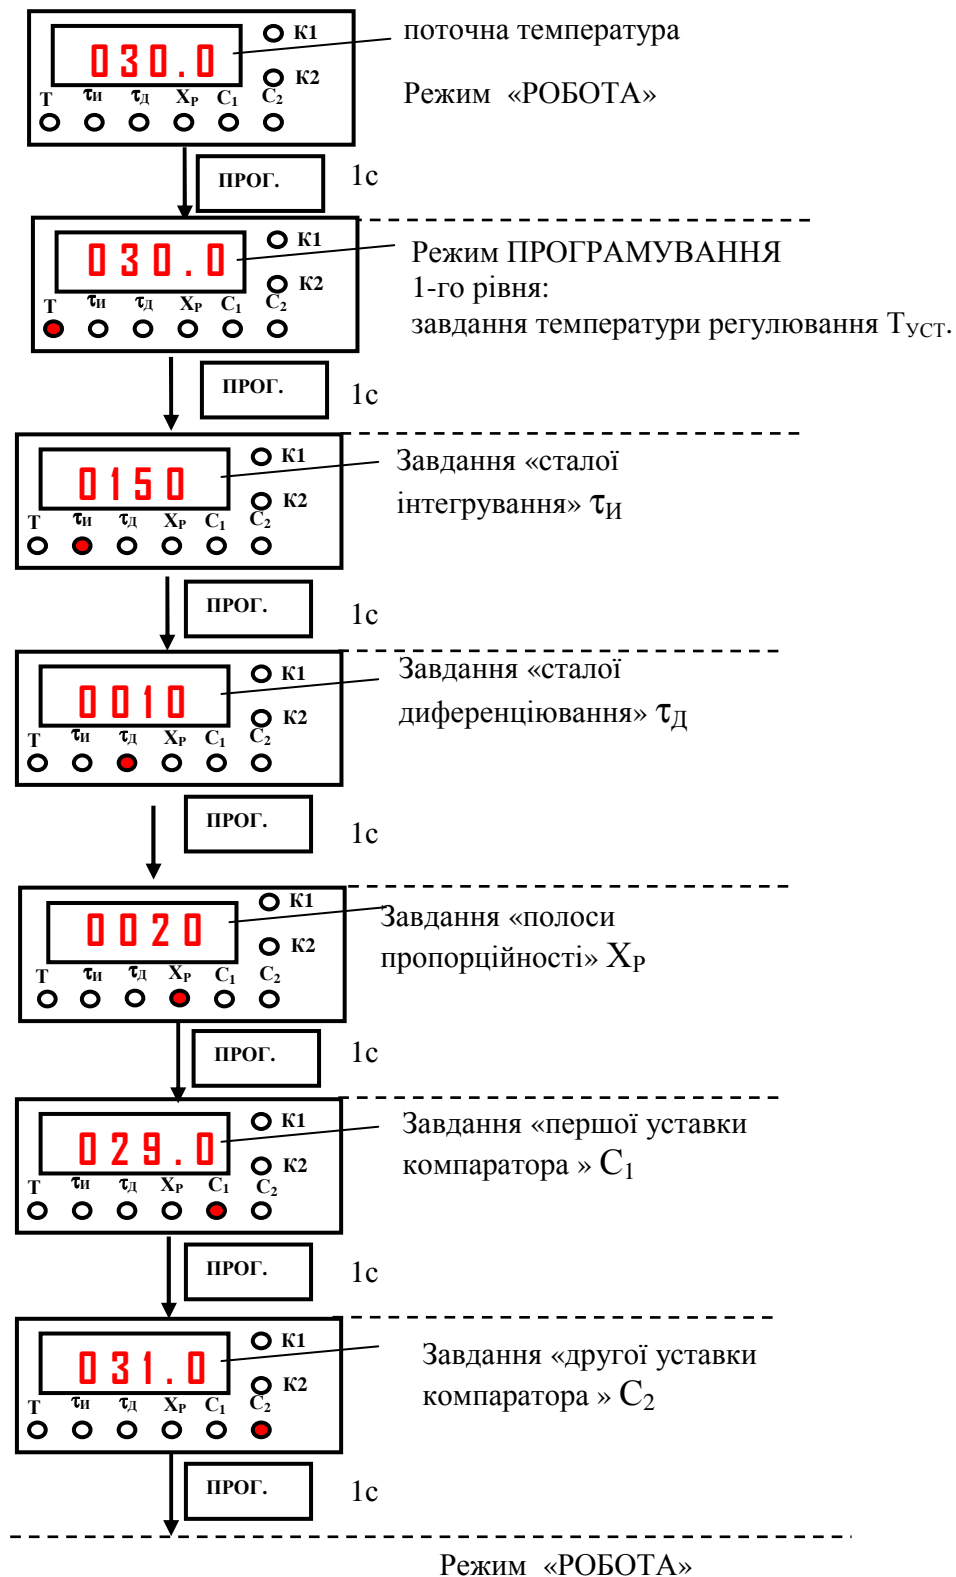 К1
поточна температура
030.0
К2
Режим «РОБОТА»
T τИ τД XР C1 C2
ПРОГ. 1с
К1
Режим ПРОГРАМУВАННЯ
030.0
К2
1-го рівня:
T τИ τД XР C1 C2
завдання температури регулювання ТУСТ.
ПРОГ. 1с
К1
Завдання «сталої
0150
К2
інтегрування» τИ
T τИ τД XР C1 C2
ПРОГ. 1с
К1
Завдання «сталої
0010
К2
диференціювання» τД
T τИ τД XР C1 C2
ПРОГ. 1с
К1
Завдання «полоси
0020
К2
пропорційності» XР
T τИ τД XР C1 C2
ПРОГ. 1с
К1
Завдання «першої уставки
029.0
К2
компаратора » С1
T τИ τД XР C1 C2
ПРОГ. 1с
К1
Завдання «другої уставки
031.0
К2
компаратора » С2
T τИ τД XР C1 C2
ПРОГ. 1с
Режим «РОБОТА»